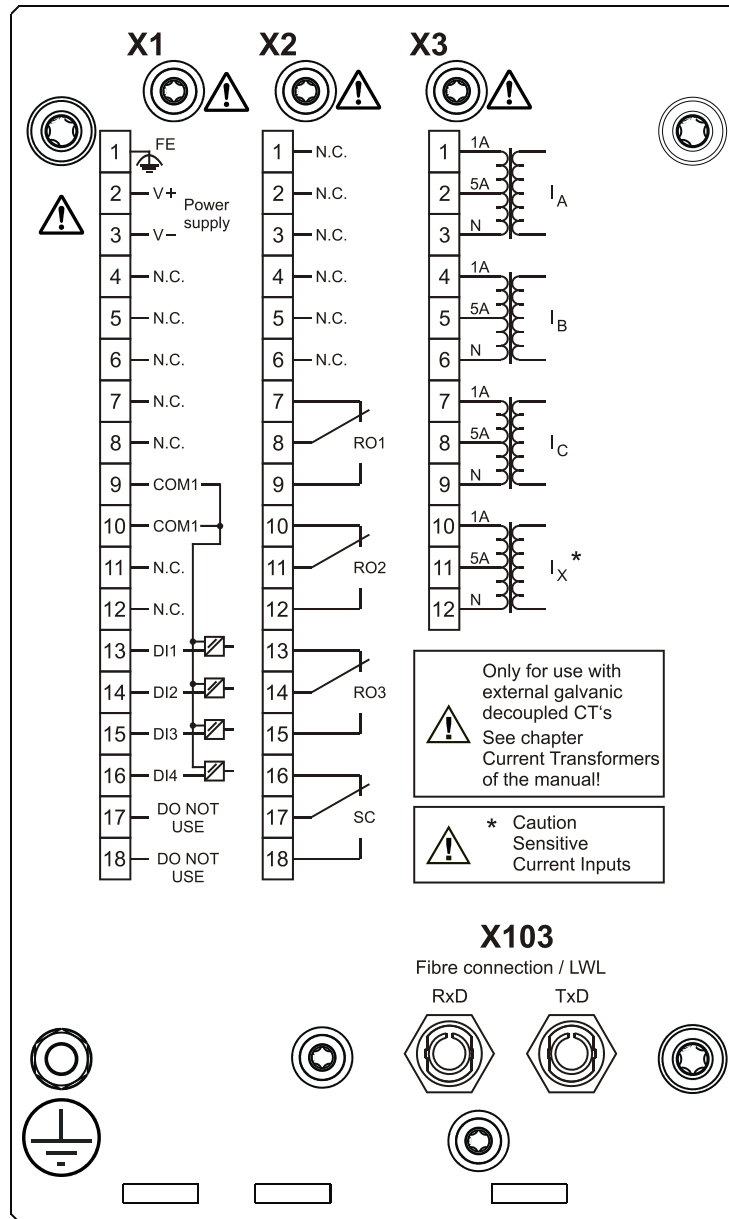 X1
X2
X3
1 FE
2 V+
Power
supply
3 V−
4 N.C.
5 N.C.
6 N.C.
7 N.C.
8 N.C.
9 COM1
10 COM1
11 N.C.
12 N.C.
13 DI1
14 DI2
15 DI3
16 DI4
17 DO NOT
USE
18 DO NOT
USE
1 N.C.
2 N.C.
3 N.C.
4 N.C.
5 N.C.
6 N.C.
7
8 RO1
9
10
11 RO2
12
13
14 RO3
15
16
17 SC
18
1 1A
2 5A IA
3 N
4 1A
5 5A IB
6 N
7 1A
8 5A IC
9 N
10 1A
11 5A IX*
12 N
Only for use with
external galvanic
decoupled CT's
See chapter
Current Transformers
of the manual!
* Caution
Sensitive
Current Inputs
X103
Fibre connection / LWL
RxD TxD